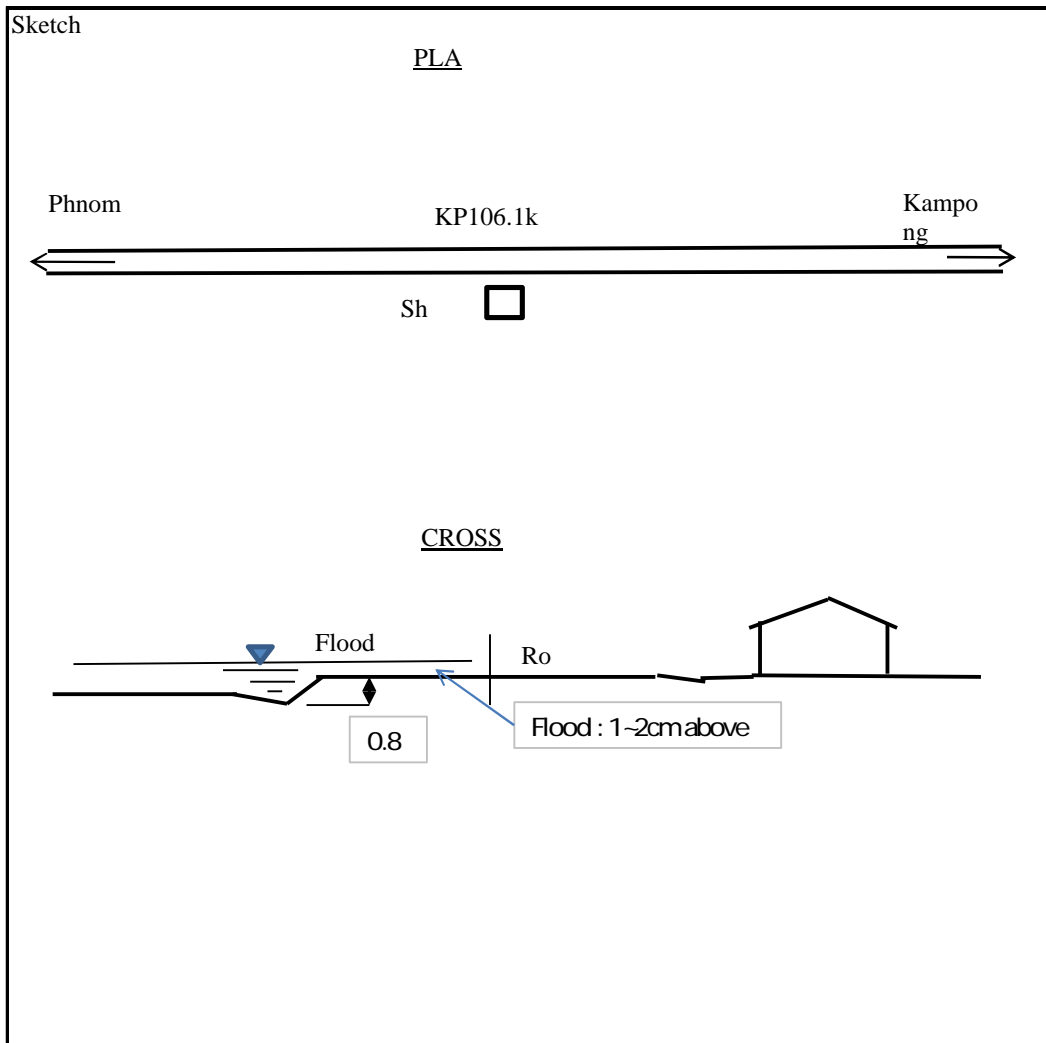 Sketch
PLA
Phnom
KP106.1k
Kampo
ng
Sh
CROSS
Flood
Ro
0.8
Flood : 1~2cm above